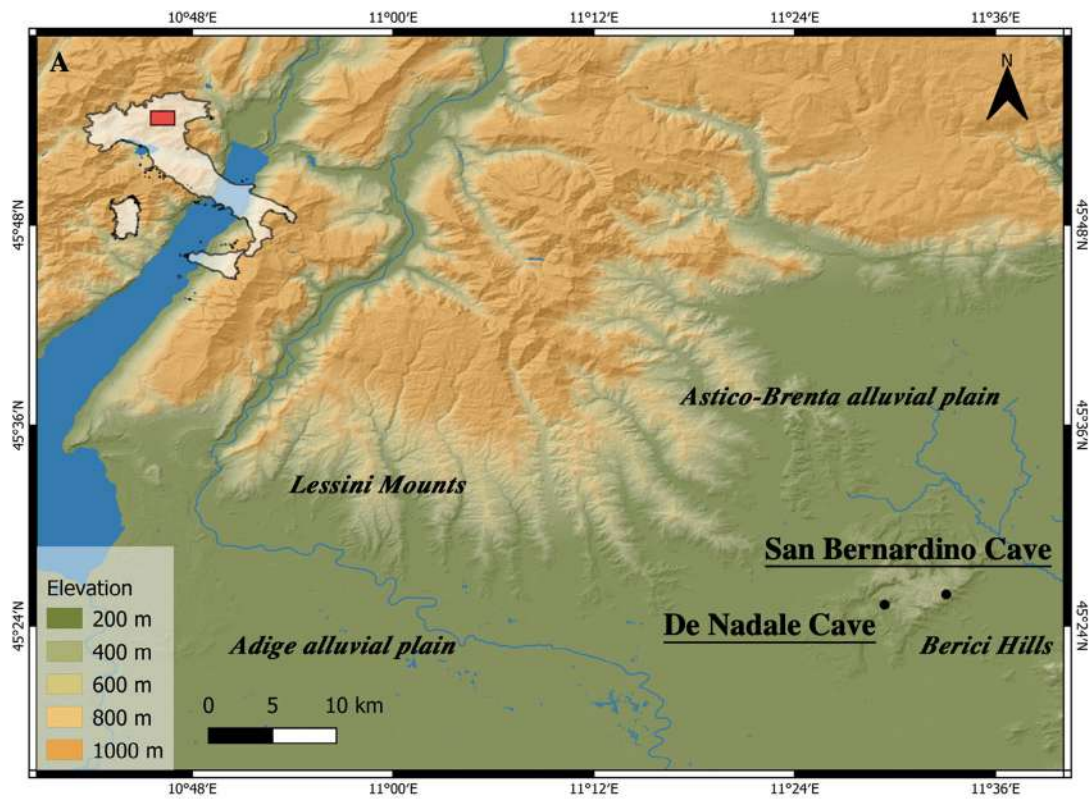 10°48′E 11°00′E 11°12′E 11°24′E 11°36′E
A
N
45°48′N 45°48′N
Astico-Brenta alluvial plain
45°36′N 45°36′N
Lessini Mounts
San Bernardino Cave
Elevation
200 m
De Nadale Cave
45°24′N 45°24′N
400 m
Adige alluvial plain
Berici Hills
600 m
800 m
0 5 10 km
1000 m
10°48′E 11°00′E 11°12′E 11°24′E 11°36′E